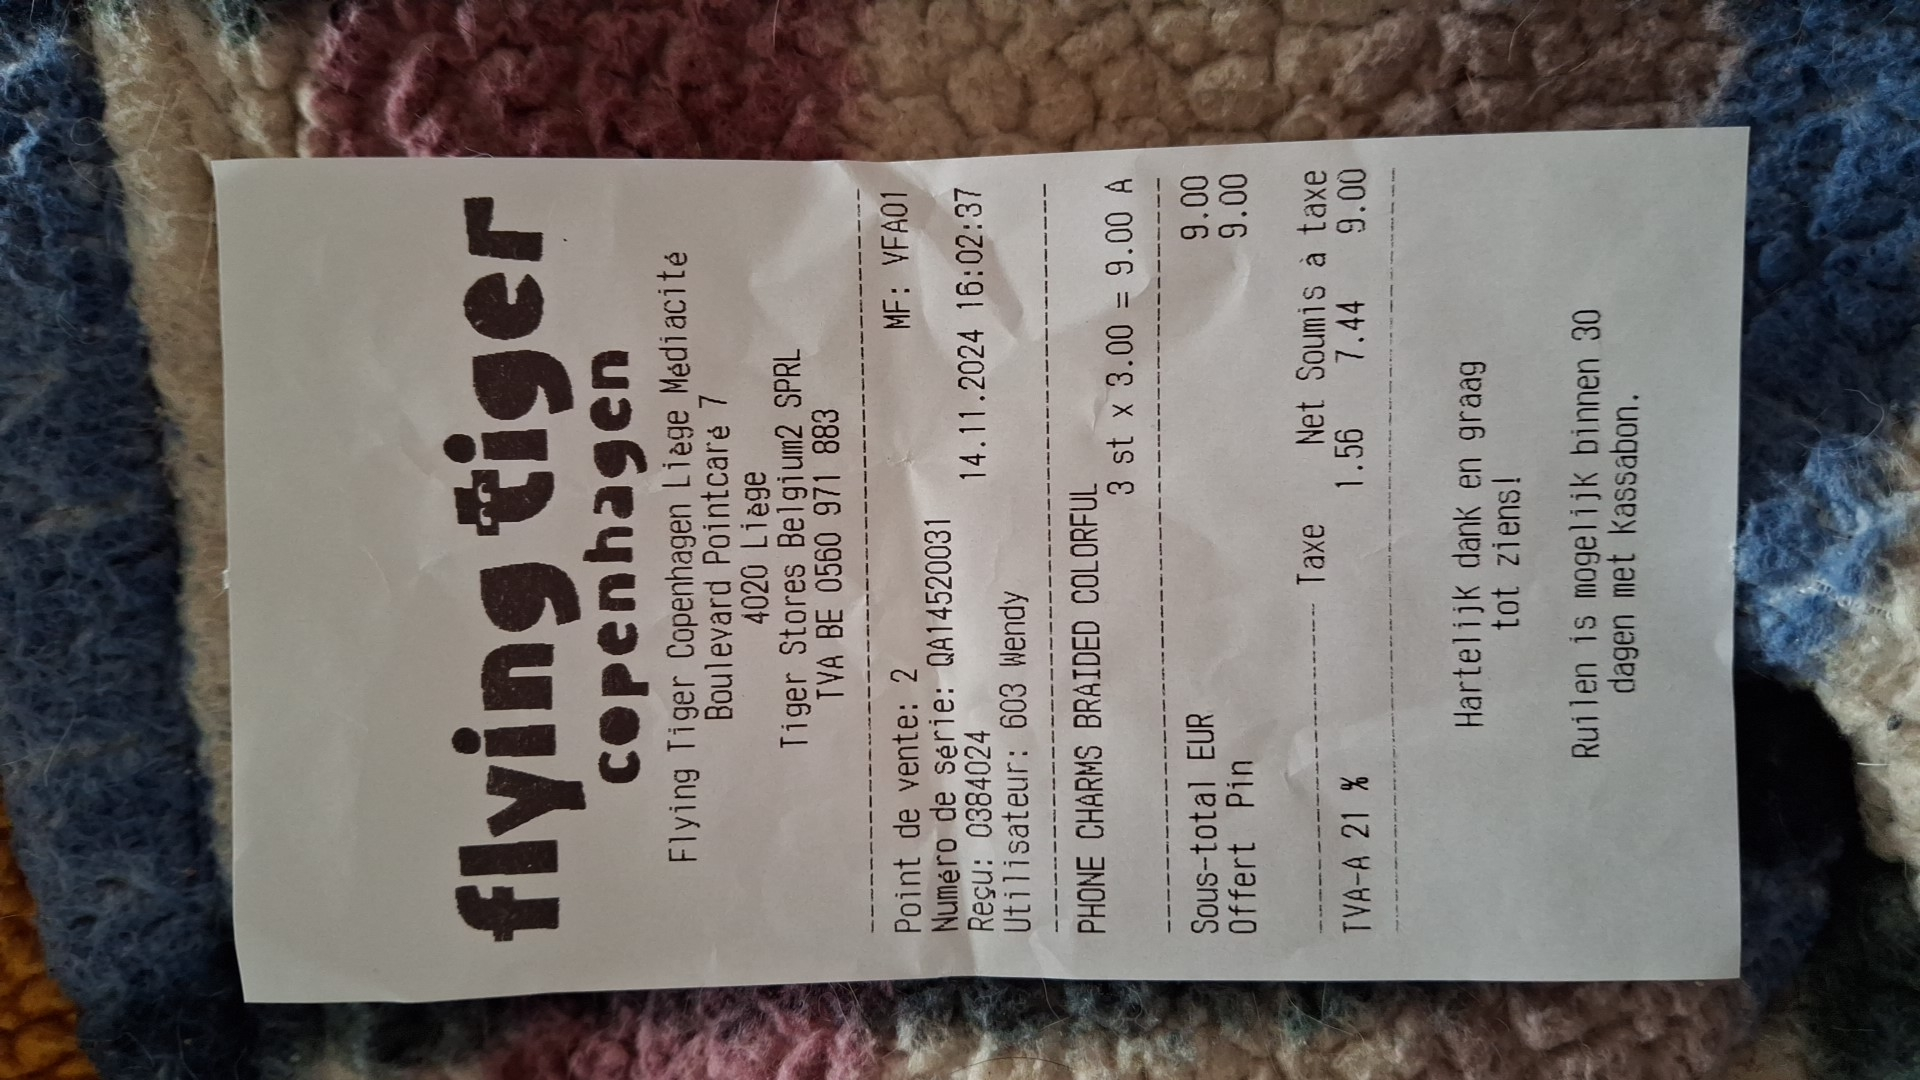 flying tiger
copenhagen
Flying Tiger Copenhagen Liège Médiacité
Boulevard Pointcaré 7
4020 Liège
Tiger Stores Belgium2 SPRL
TVA BE 0560 971 883
Point de vente: 2 MF: VFA01
Numéro de série: QA14520031
Reçu: 0384024 14.11.2024 16:02:37
Utilisateur: 603 Wendy
PHONE CHARMS BRAIDED COLORFUL
3 st x 3.00 = 9.00 A
Sous-total EUR 9.00
Offert Pin 9.00
Taxe Net Soumis à taxe
TVA-A 21 % 1.56 7.44 9.00
Hartelijk dank en graag
tot ziens!
Ruilen is mogelijk binnen 30
dagen met kassabon.